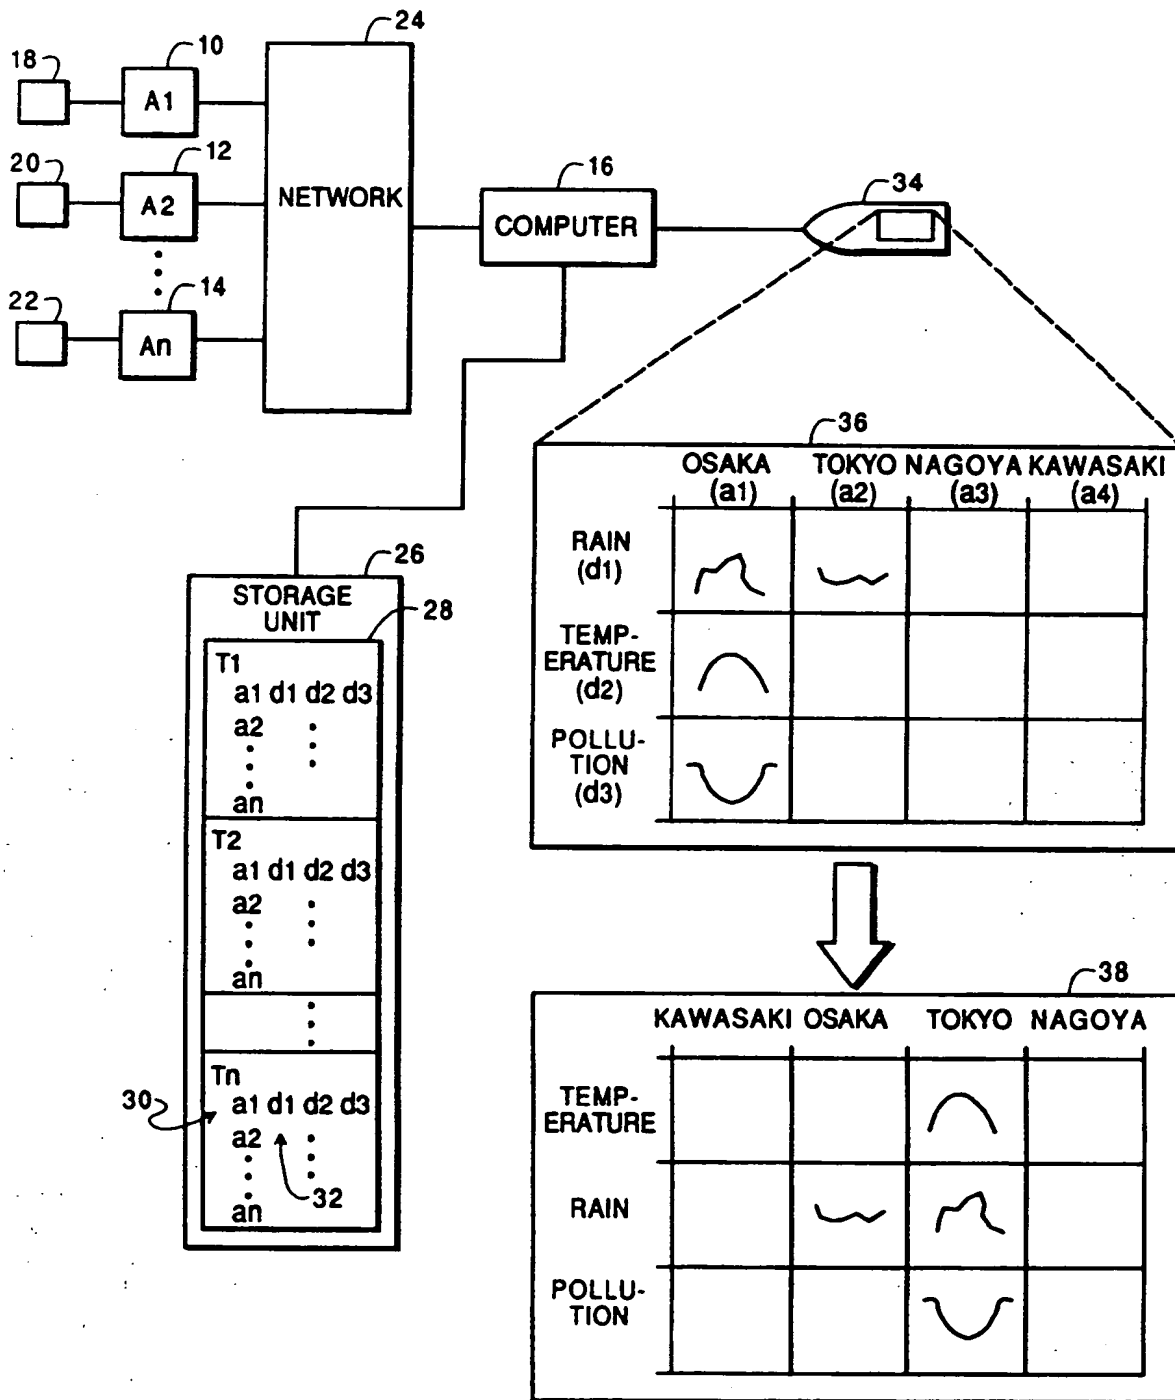 24
10
18
A1
12
20
A2
NETWORK
16
COMPUTER
34
14
22
An
36
OSAKA TOKYO NAGOYA KAWASAKI
(a1) (a2) (a3) (a4)
RAIN
(d1)
TEMP-
ERATURE
(d2)
POLLU-
TION
(d3)
26
STORAGE
UNIT
28
T1
a1 d1 d2 d3
a2
an
T2
a1 d1 d2 d3
a2
an
Tn
30
a1 d1 d2 d3
a2
32
an
38
KAWASAKI OSAKA TOKYO NAGOYA
TEMP-
ERATURE
RAIN
POLLU-
TION